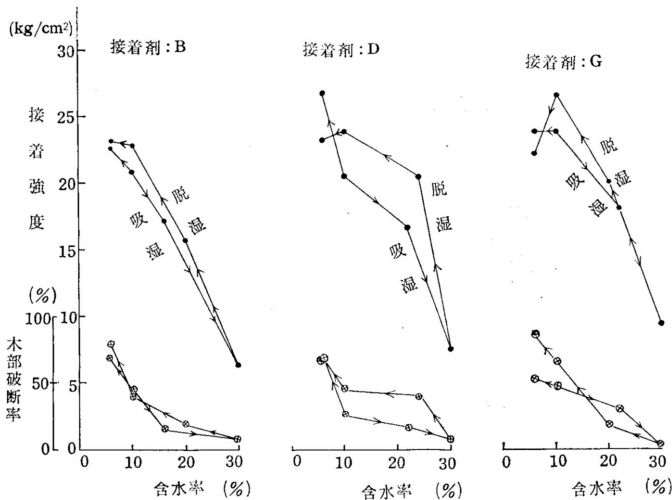 (kg/cm²)
接着剤:B
接着剤:D
接着剤:G
30
25
20
15
10
5
0
接着強度
脱湿
吸湿
脱湿
吸湿
脱湿
吸湿
(%)
100
50
0
木部破断率
0 10 20 30
0 10 20 30
0 10 20 30
含水率 (%)
含水率 (%)
含水率 (%)